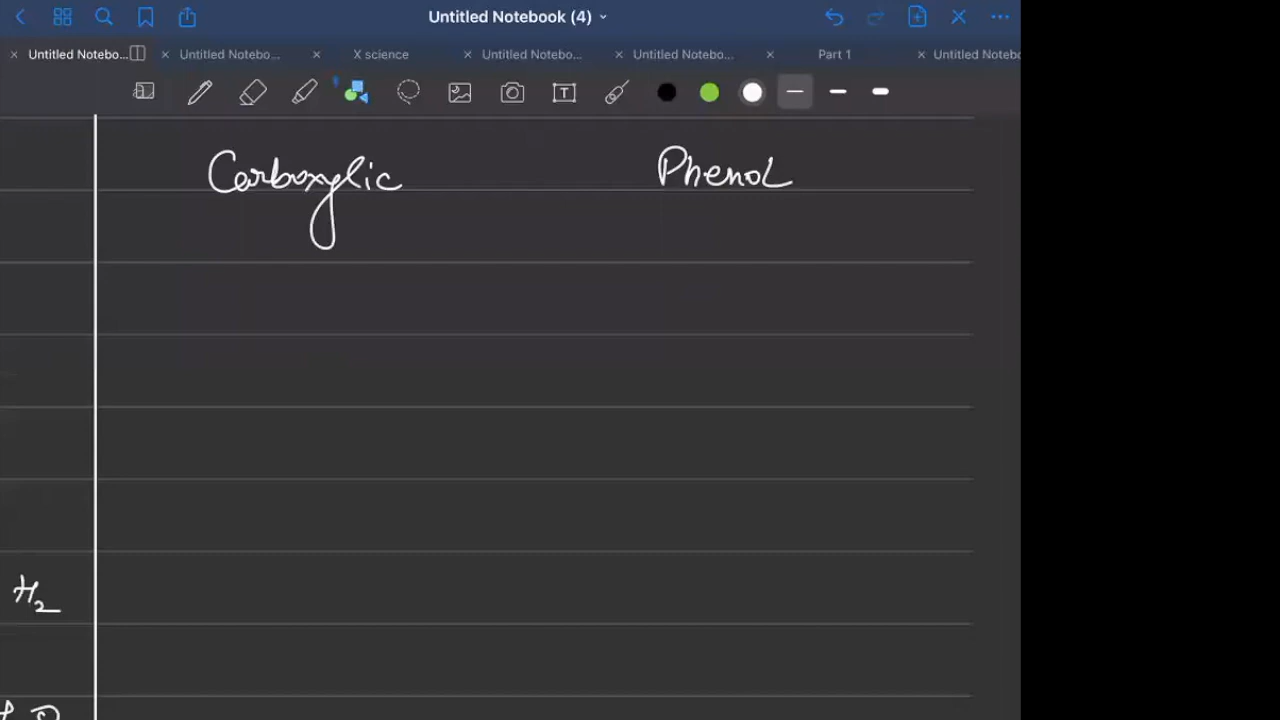 Untitled Notebook (4)
Untitled Notebo... Untitled Notebo... X science Untitled Notebo... Untitled Notebo... Part 1 Untitled Notebo
T
Carboxylic Phenol
H2